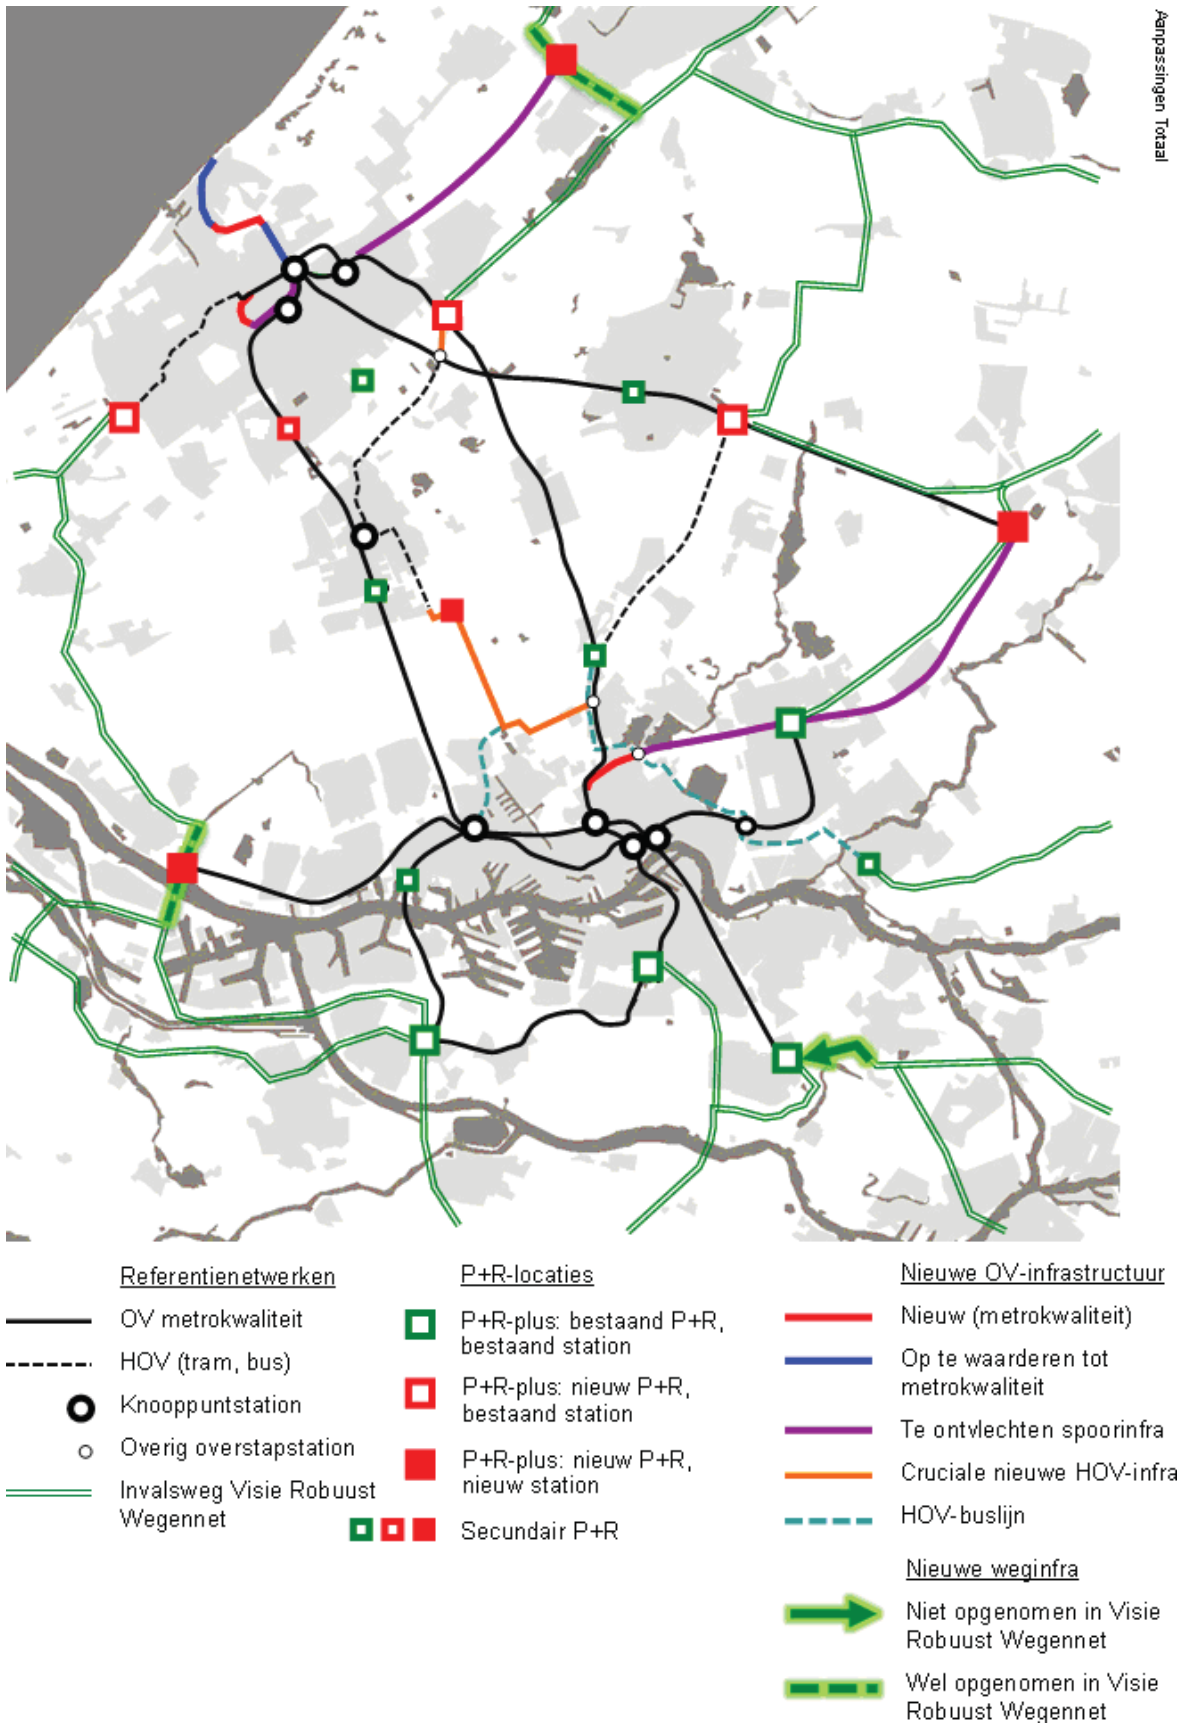 Aanpassingen Totaal
Referentienetwerken
OV metrokwaliteit
HOV (tram, bus)
Knooppuntstation
Overig overstapstation
Invalsweg Visie Robuust
Wegennet
P+R-locaties
P+R-plus: bestaand P+R,
bestaand station
P+R-plus: nieuw P+R,
bestaand station
P+R-plus: nieuw P+R,
nieuw station
Secundair P+R
Nieuwe OV-infrastructuur
Nieuw (metrokwaliteit)
Op te waarderen tot
metrokwaliteit
Te ontvlechten spoorinfra
Cruciale nieuwe HOV-infra
HOV-buslijn
Nieuwe weginfra
Niet opgenomen in Visie
Robuust Wegennet
Wel opgenomen in Visie
Robuust Wegennet